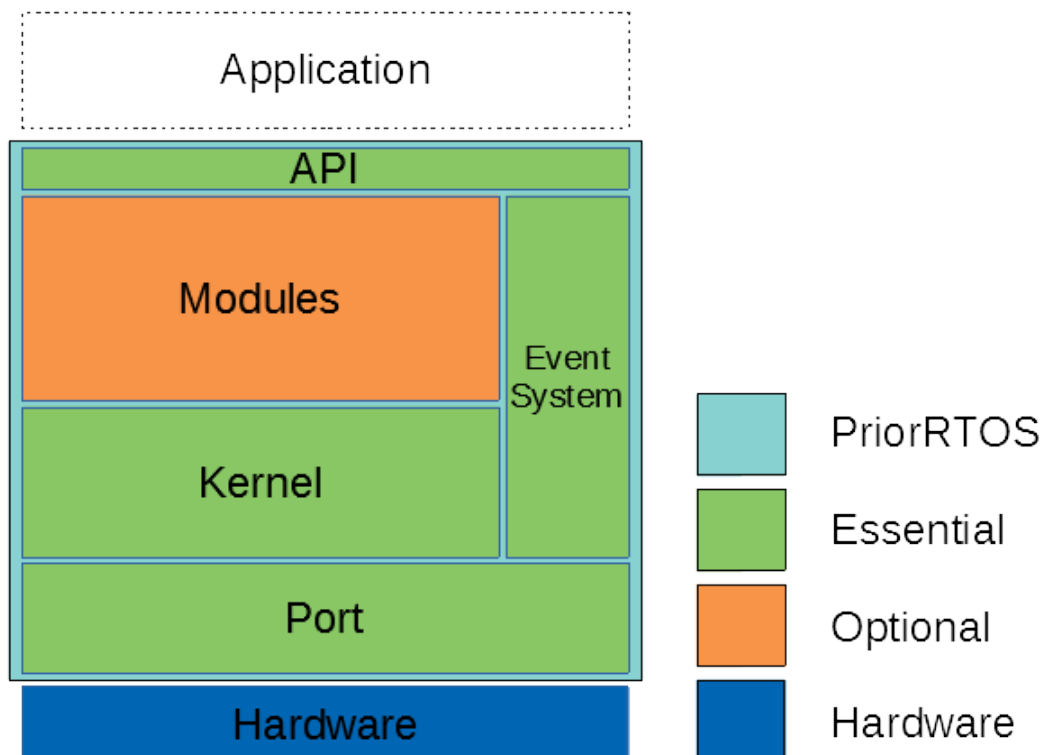 Application
API
Modules
Event
System
Kernel
Port
Hardware
PriorRTOS
Essential
Optional
Hardware